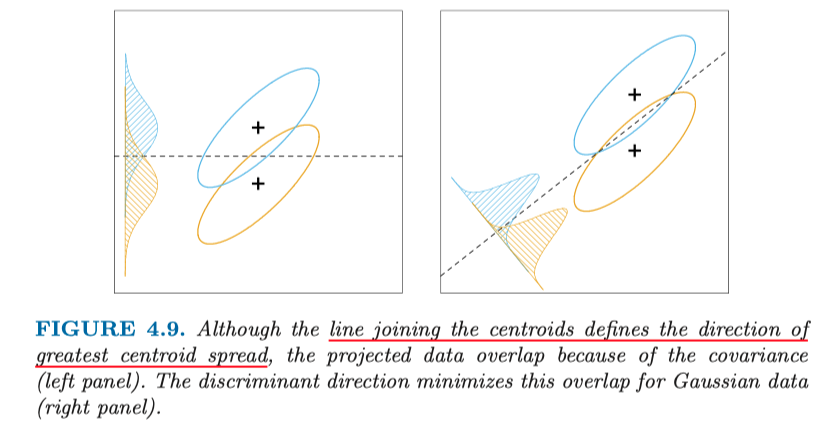 FIGURE 4.9. Although the line joining the centroids defines the direction of
greatest centroid spread, the projected data overlap because of the covariance
(left panel). The discriminant direction minimizes this overlap for Gaussian data
(right panel).